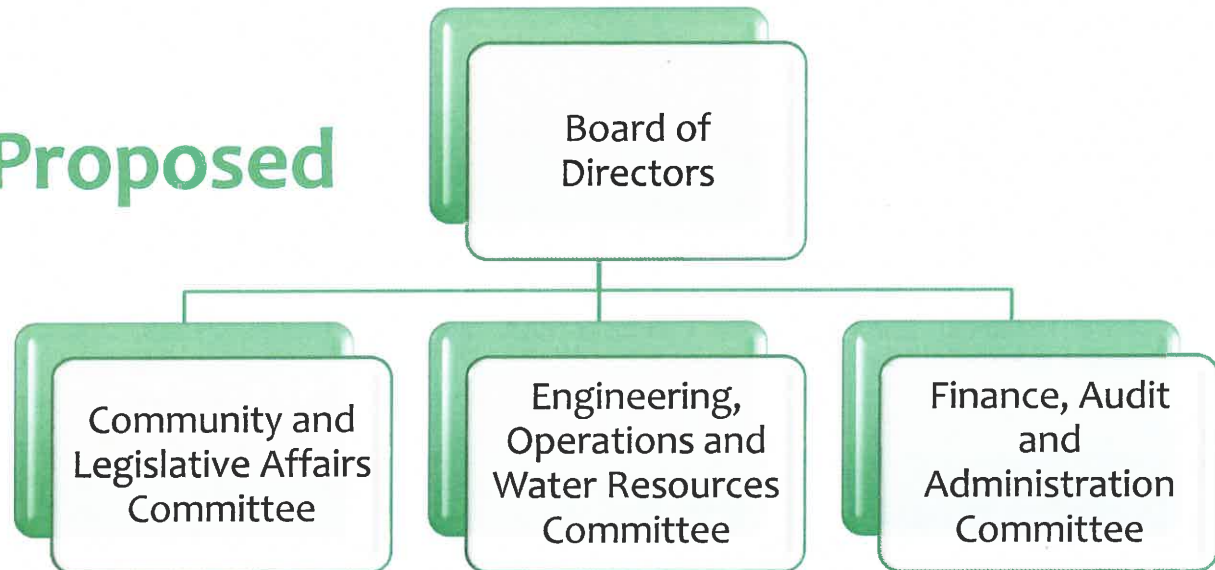 Proposed
Board of
Directors
Community and
Legislative Affairs
Committee
Engineering,
Operations and
Water Resources
Committee
Finance, Audit
and
Administration
Committee